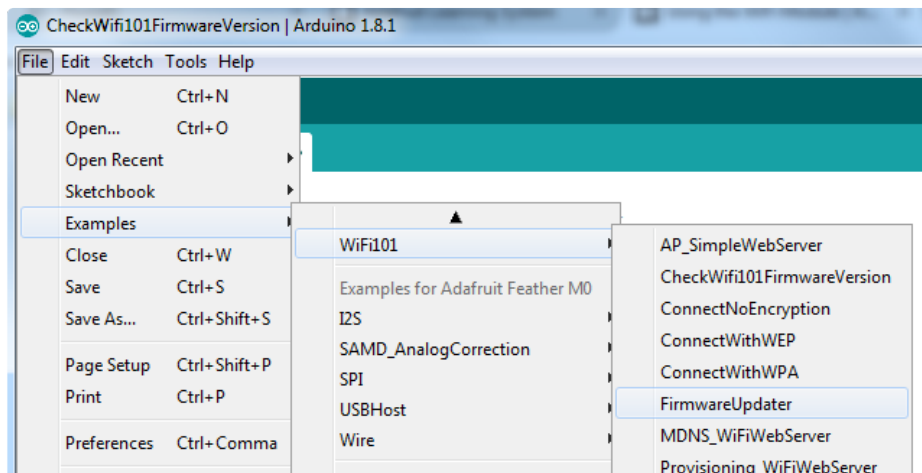 CheckWifi101FirmwareVersion | Arduino 1.8.1
File Edit Sketch Tools Help
New Ctrl+N
Open... Ctrl+O
Open Recent
Sketchbook
Examples
Close Ctrl+W
Save Ctrl+S
Save As... Ctrl+Shift+S
Page Setup Ctrl+Shift+P
Print Ctrl+P
Preferences Ctrl+Comma
WiFi101
Examples for Adafruit Feather M0
I2S
SAMD_AnalogCorrection
SPI
USBHost
Wire
AP_SimpleWebServer
CheckWifi101FirmwareVersion
ConnectNoEncryption
ConnectWithWEP
ConnectWithWPA
FirmwareUpdater
MDNS_WiFiWebServer
Provisioning_WiFiWebServer